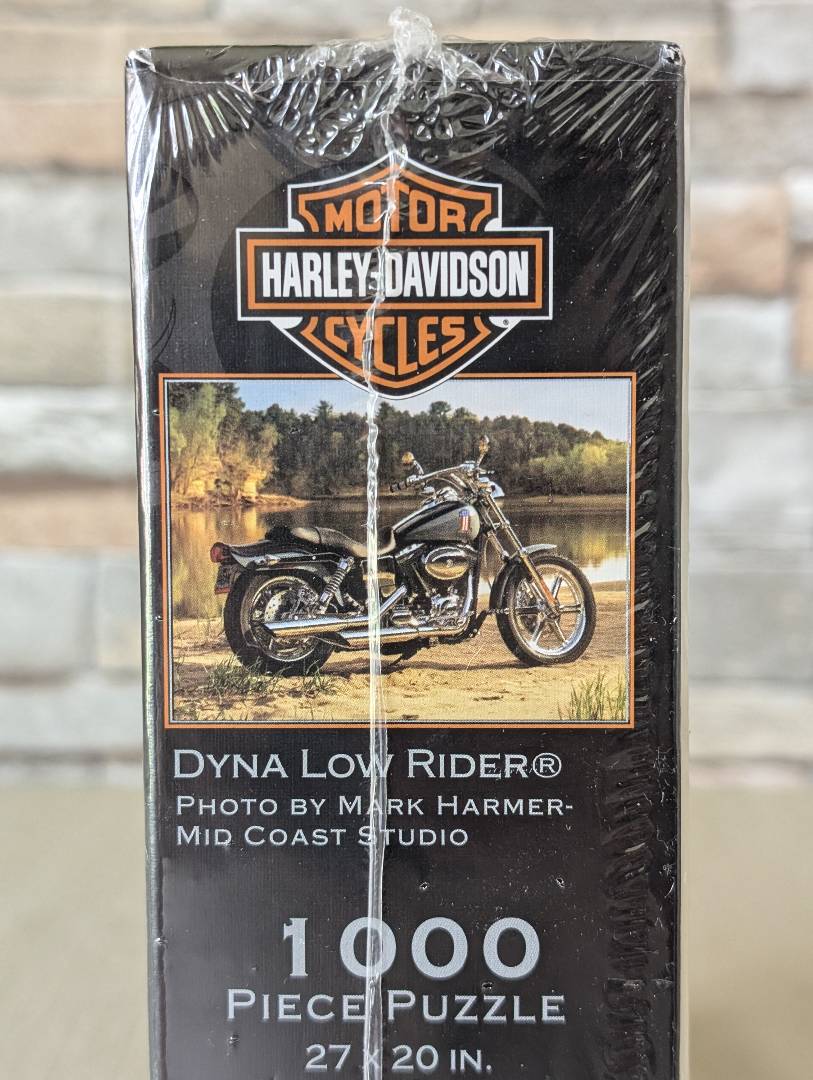 MOTOR
HARLEY-DAVIDSON
CYCLES
®
DYNA LOW RIDER®
PHOTO BY MARK HARMER-
MID COAST STUDIO
1000
PIECE PUZZLE
27 x 20 IN.